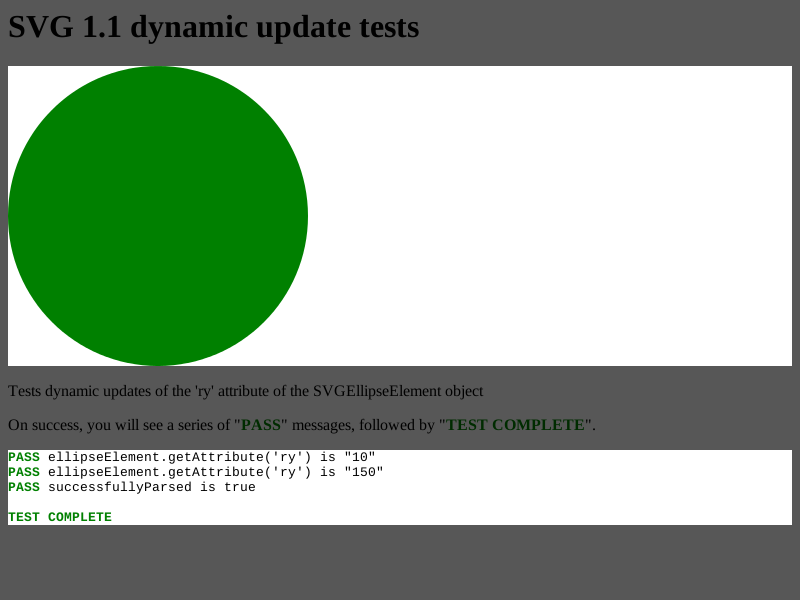 SVG 1.1 dynamic update tests
Tests dynamic updates of the 'ry' attribute of the SVGEllipseElement object
On success, you will see a series of "PASS" messages, followed by "TEST COMPLETE".
PASS ellipseElement.getAttribute('ry') is "10"
PASS ellipseElement.getAttribute('ry') is "150"
PASS successfullyParsed is true
TEST COMPLETE